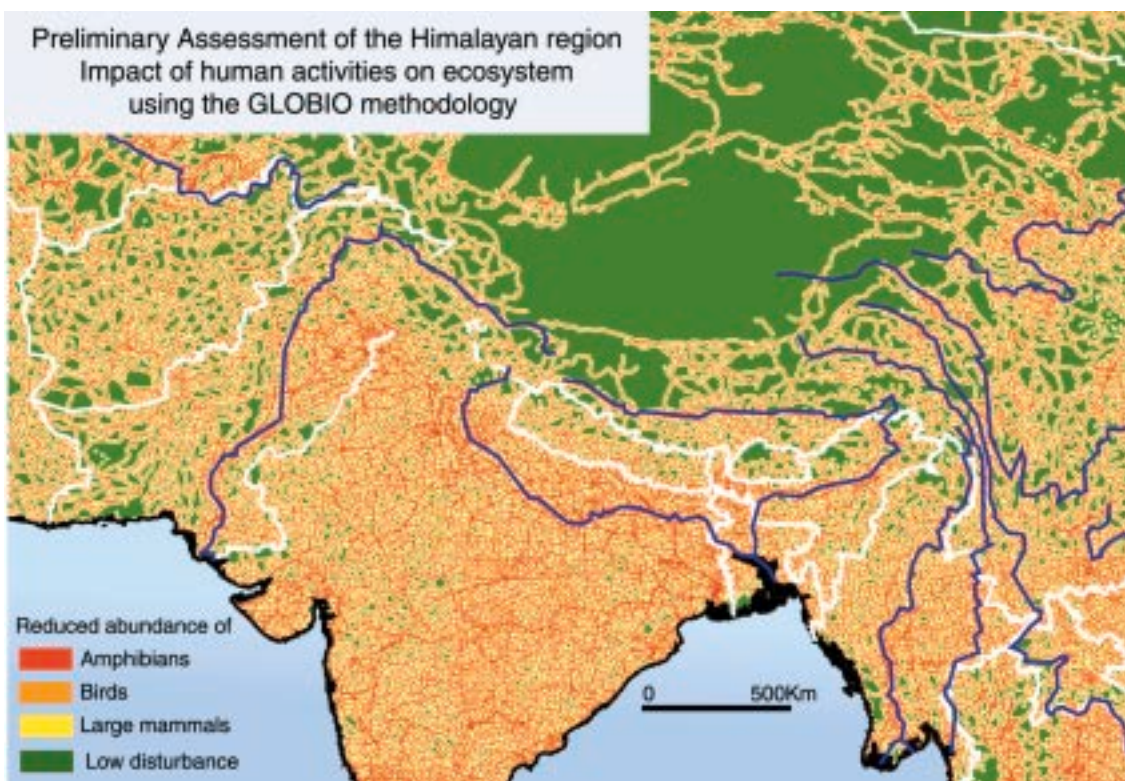 Preliminary Assessment of the Himalayan region
Impact of human activities on ecosystem
using the GLOBIO methodology
Reduced abundance of
Amphibians
Birds
Large mammals
Low disturbance
0 500Km